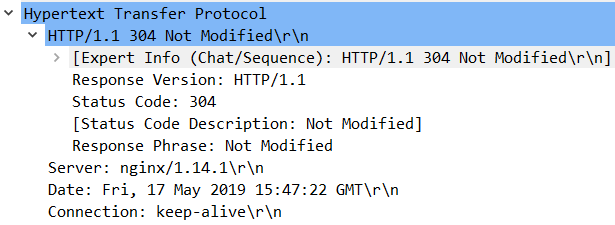 Hypertext Transfer Protocol
HTTP/1.1 304 Not Modified\r\n
[Expert Info (Chat/Sequence): HTTP/1.1 304 Not Modified\r\n]
Response Version: HTTP/1.1
Status Code: 304
[Status Code Description: Not Modified]
Response Phrase: Not Modified
Server: nginx/1.14.1\r\n
Date: Fri, 17 May 2019 15:47:22 GMT\r\n
Connection: keep-alive\r\n